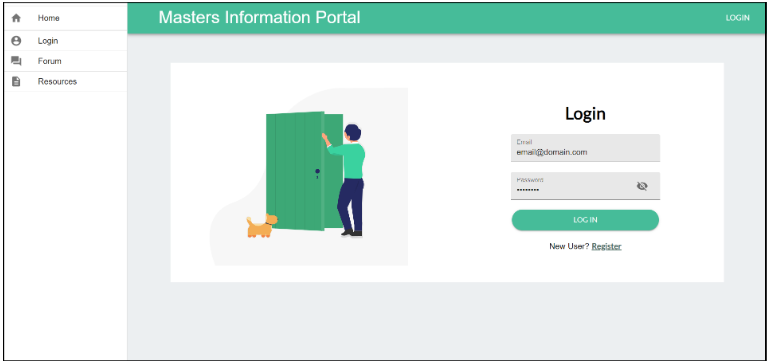 Home
Login
Forum
Resources
Masters Information Portal
LOGIN
Login
Email
email@domain.com
Password
••••••••
LOG IN
New User? Register